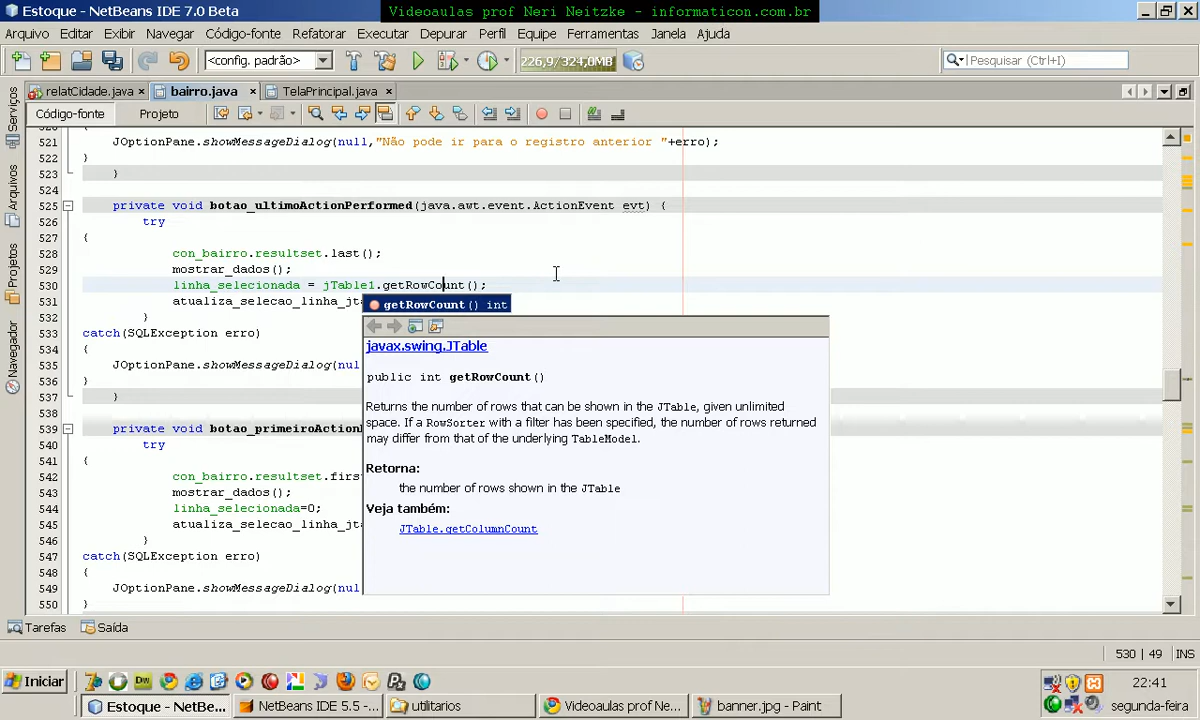 Estoque - NetBeans IDE 7.0 Beta
Videoaulas prof Neri Neitzke - informaticon.com.br
Arquivo Editar Exibir Navegar Código-fonte Refatorar Executar Depurar Perfil Equipe Ferramentas Janela Ajuda
<config. padrão> 226,9/324,0MB Pesquisar (Ctrl+I)
relatCidade.java bairro.java TelaPrincipal.java
Código-fonte Projeto
Serviços
Arquivos
Projetos
Navegador
520 {
521 JOptionPane.showMessageDialog(null,"Não pode ir para o registro anterior "+erro);
522 }
523 }
524
525 private void botao_ultimoActionPerformed(java.awt.event.ActionEvent evt) {
526 try
527 {
528 con_bairro.resultset.last();
529 mostrar_dados();
530 linha_selecionada = jTable1.getRowCount();
531 atualiza_selecao_linha_jt
532 }
533 catch(SQLException erro)
534 {
535 JOptionPane.showMessageDialog(nul
536 }
537 }
538
539 private void botao_primeiroAction
540 try
541 {
542 con_bairro.resultset.firs
543 mostrar_dados();
544 linha_selecionada=0;
545 atualiza_selecao_linha_jt
546 }
547 catch(SQLException erro)
548 {
549 JOptionPane.showMessageDialog(nul
550 }
getRowCount() int
javax.swing.JTable
public int getRowCount()
Returns the number of rows that can be shown in the JTable, given unlimited
space. If a RowSorter with a filter has been specified, the number of rows returned
may differ from that of the underlying TableModel.
Retorna:
the number of rows shown in the JTable
Veja também:
JTable.getColumnCount
Tarefas Saída
530 | 49 INS
Iniciar
22:41
Estoque - NetBe... NetBeans IDE 5.5 - ... utilitarios Videoaulas prof Ne... banner.jpg - Paint
segunda-feira